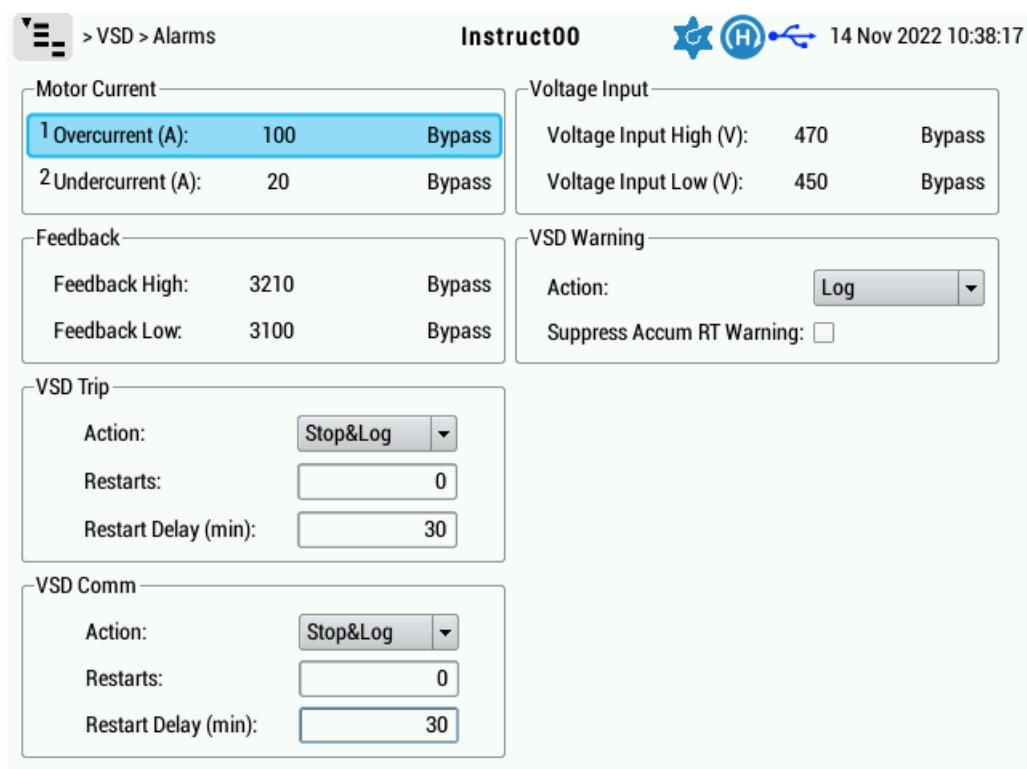 > VSD > Alarms Instruct00 H 14 Nov 2022 10:38:17
Motor Current
1 Overcurrent (A): 100 Bypass
2 Undercurrent (A): 20 Bypass
Voltage Input
Voltage Input High (V): 470 Bypass
Voltage Input Low (V): 450 Bypass
Feedback
Feedback High: 3210 Bypass
Feedback Low: 3100 Bypass
VSD Warning
Action: Log
Suppress Accum RT Warning:
VSD Trip
Action: Stop&Log
Restarts: 0
Restart Delay (min): 30
VSD Comm
Action: Stop&Log
Restarts: 0
Restart Delay (min): 30